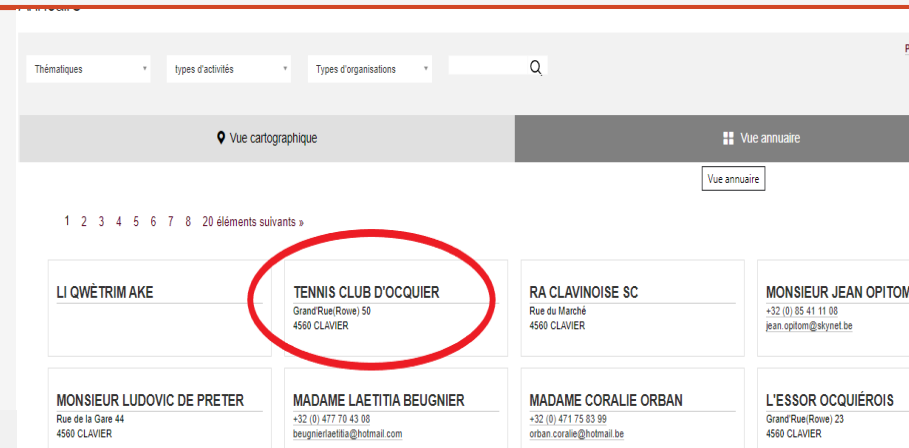 Annuaire
P
Thématiques types d'activités Types d'organisations
Vue cartographique Vue annuaire
Vue annuaire
1 2 3 4 5 6 7 8 20 éléments suivants »
LI QWÈTRIM AKE
TENNIS CLUB D'OCQUIER
Grand'Rue(Rowe) 50
4560 CLAVIER
RA CLAVINOISE SC
Rue du Marché
4560 CLAVIER
MONSIEUR JEAN OPITOM
+32 (0) 85 41 11 08
jean.opitom@skynet.be
MONSIEUR LUDOVIC DE PRETER
Rue de la Gare 44
4560 CLAVIER
MADAME LAETITIA BEUGNIER
+32 (0) 477 70 43 08
beugnierlaetitia@hotmail.com
MADAME CORALIE ORBAN
+32 (0) 471 75 83 99
orban.coralie@hotmail.be
L'ESSOR OCQUIÉROIS
Grand'Rue(Rowe) 23
4560 CLAVIER